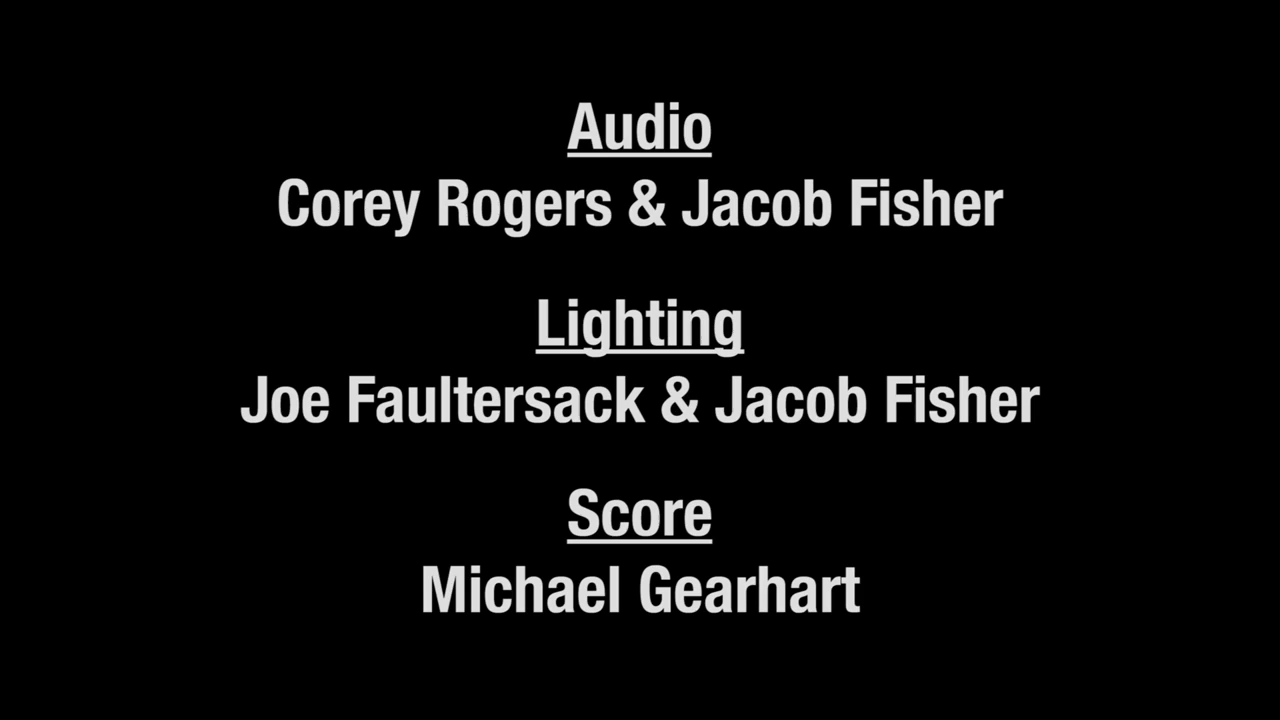 Audio
Corey Rogers & Jacob Fisher
Lighting
Joe Faultersack & Jacob Fisher
Score
Michael Gearhart